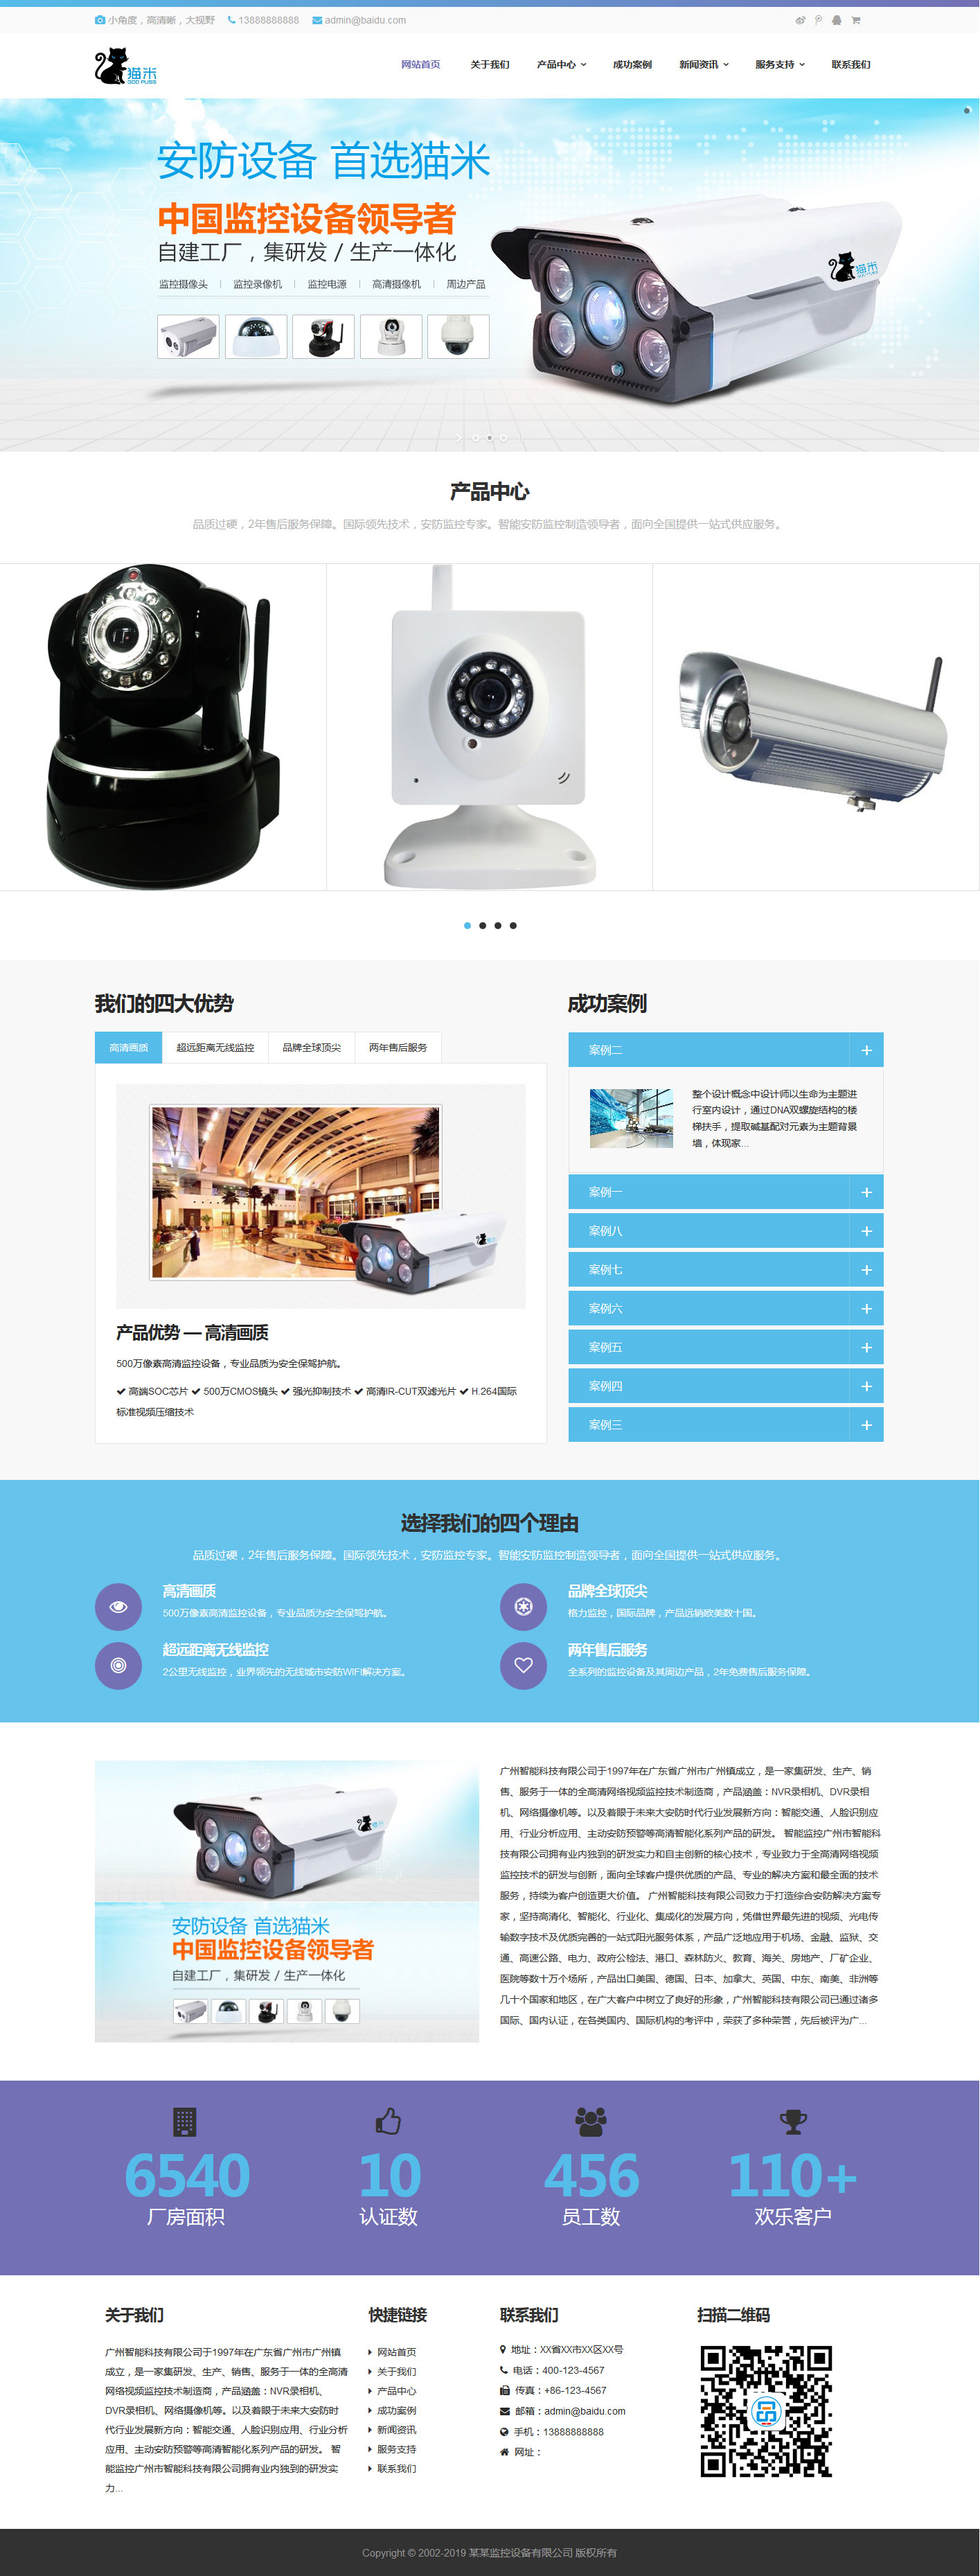 小角度，高清晰，大视野 13888888888 admin@baidu.com
猫米
GOD PUSS
网站首页 关于我们 产品中心 成功案例 新闻资讯 服务支持 联系我们
安防设备 首选猫米
中国监控设备领导者
自建工厂，集研发 / 生产一体化
监控摄像头 | 监控录像机 | 监控电源 | 高清摄像机 | 周边产品
猫米
产品中心
品质过硬，2年售后服务保障。国际领先技术，安防监控专家。智能安防监控制造领导者，面向全国提供一站式供应服务。
我们的四大优势
高清画质 超远距离无线监控 品牌全球顶尖 两年售后服务
产品优势 — 高清画质
500万像素高清监控设备，专业品质为安全保驾护航。
高端SOC芯片 500万CMOS镜头 强光抑制技术 高清IR-CUT双滤光片 H.264国际
标准视频压缩技术
成功案例
案例二
整个设计概念中设计师以生命为主题进
行室内设计，通过DNA双螺旋结构的楼
梯扶手，提取碱基配对元素为主题背景
墙，体现家...
案例一
案例八
案例七
案例六
案例五
案例四
案例三
选择我们的四个理由
品质过硬，2年售后服务保障。国际领先技术，安防监控专家。智能安防监控制造领导者，面向全国提供一站式供应服务。
高清画质
500万像素高清监控设备，专业品质为安全保驾护航。
品牌全球顶尖
格力监控，国际品牌，产品远销欧美数十国。
超远距离无线监控
2公里无线监控，业界领先的无线城市安防WIFI解决方案。
两年售后服务
全系列的监控设备及其周边产品，2年免费售后服务保障。
猫米
安防设备 首选猫米
中国监控设备领导者
自建工厂，集研发 / 生产一体化
广州智能科技有限公司于1997年在广东省广州市广州镇成立，是一家集研发、生产、销
售、服务于一体的全高清网络视频监控技术制造商，产品涵盖：NVR录相机、DVR录相
机、网络摄像机等。以及着眼于未来大安防时代行业发展新方向：智能交通、人脸识别应
用、行业分析应用、主动安防预警等高清智能化系列产品的研发。 智能监控广州市智能科
技有限公司拥有业内独到的研发实力和自主创新的核心技术，专业致力于全高清网络视频
监控技术的研发与创新，面向全球客户提供优质的产品、专业的解决方案和最全面的技术
服务，持续为客户创造更大价值。 广州智能科技有限公司致力于打造综合安防解决方案专
家，坚持高清化、智能化、行业化、集成化的发展方向，凭借世界最先进的视频、光电传
输数字技术及优质完善的一站式阳光服务体系，产品广泛地应用于机场、金融、监狱、交
通、高速公路、电力、政府公检法、港口、森林防火、教育、海关、房地产、厂矿企业、
医院等数十万个场所，产品出口美国、德国、日本、加拿大、英国、中东、南美、非洲等
几十个国家和地区，在广大客户中树立了良好的形象，广州智能科技有限公司已通过诸多
国际、国内认证，在各类国内、国际机构的考评中，荣获了多种荣誉，先后被评为广...
6540 10 456 110+
厂房面积 认证数 员工数 欢乐客户
关于我们
广州智能科技有限公司于1997年在广东省广州市广州镇
成立，是一家集研发、生产、销售、服务于一体的全高清
网络视频监控技术制造商，产品涵盖：NVR录相机、
DVR录相机、网络摄像机等。以及着眼于未来大安防时
代行业发展新方向：智能交通、人脸识别应用、行业分析
应用、主动安防预警等高清智能化系列产品的研发。 智
能监控广州市智能科技有限公司拥有业内独到的研发实
力...
快捷链接
网站首页
关于我们
产品中心
成功案例
新闻资讯
服务支持
联系我们
联系我们
地址：XX省XX市XX区XX号
电话：400-123-4567
传真：+86-123-4567
邮箱：admin@baidu.com
手机：13888888888
网址：
扫描二维码
Copyright © 2002-2019 某某监控设备有限公司 版权所有